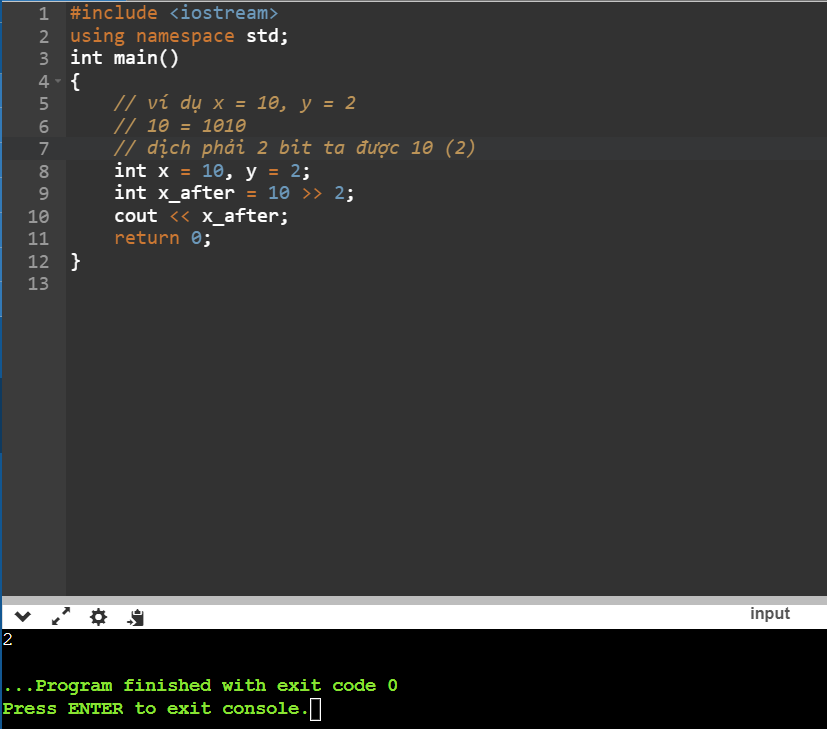 1 #include <iostream>
2 using namespace std;
3 int main()
4 {
5     // ví dụ x = 10, y = 2
6     // 10 = 1010
7     // dịch phải 2 bit ta được 10 (2)
8     int x = 10, y = 2;
9     int x_after = 10 >> 2;
10     cout << x_after;
11     return 0;
12 }
13
input
2
...Program finished with exit code 0
Press ENTER to exit console.